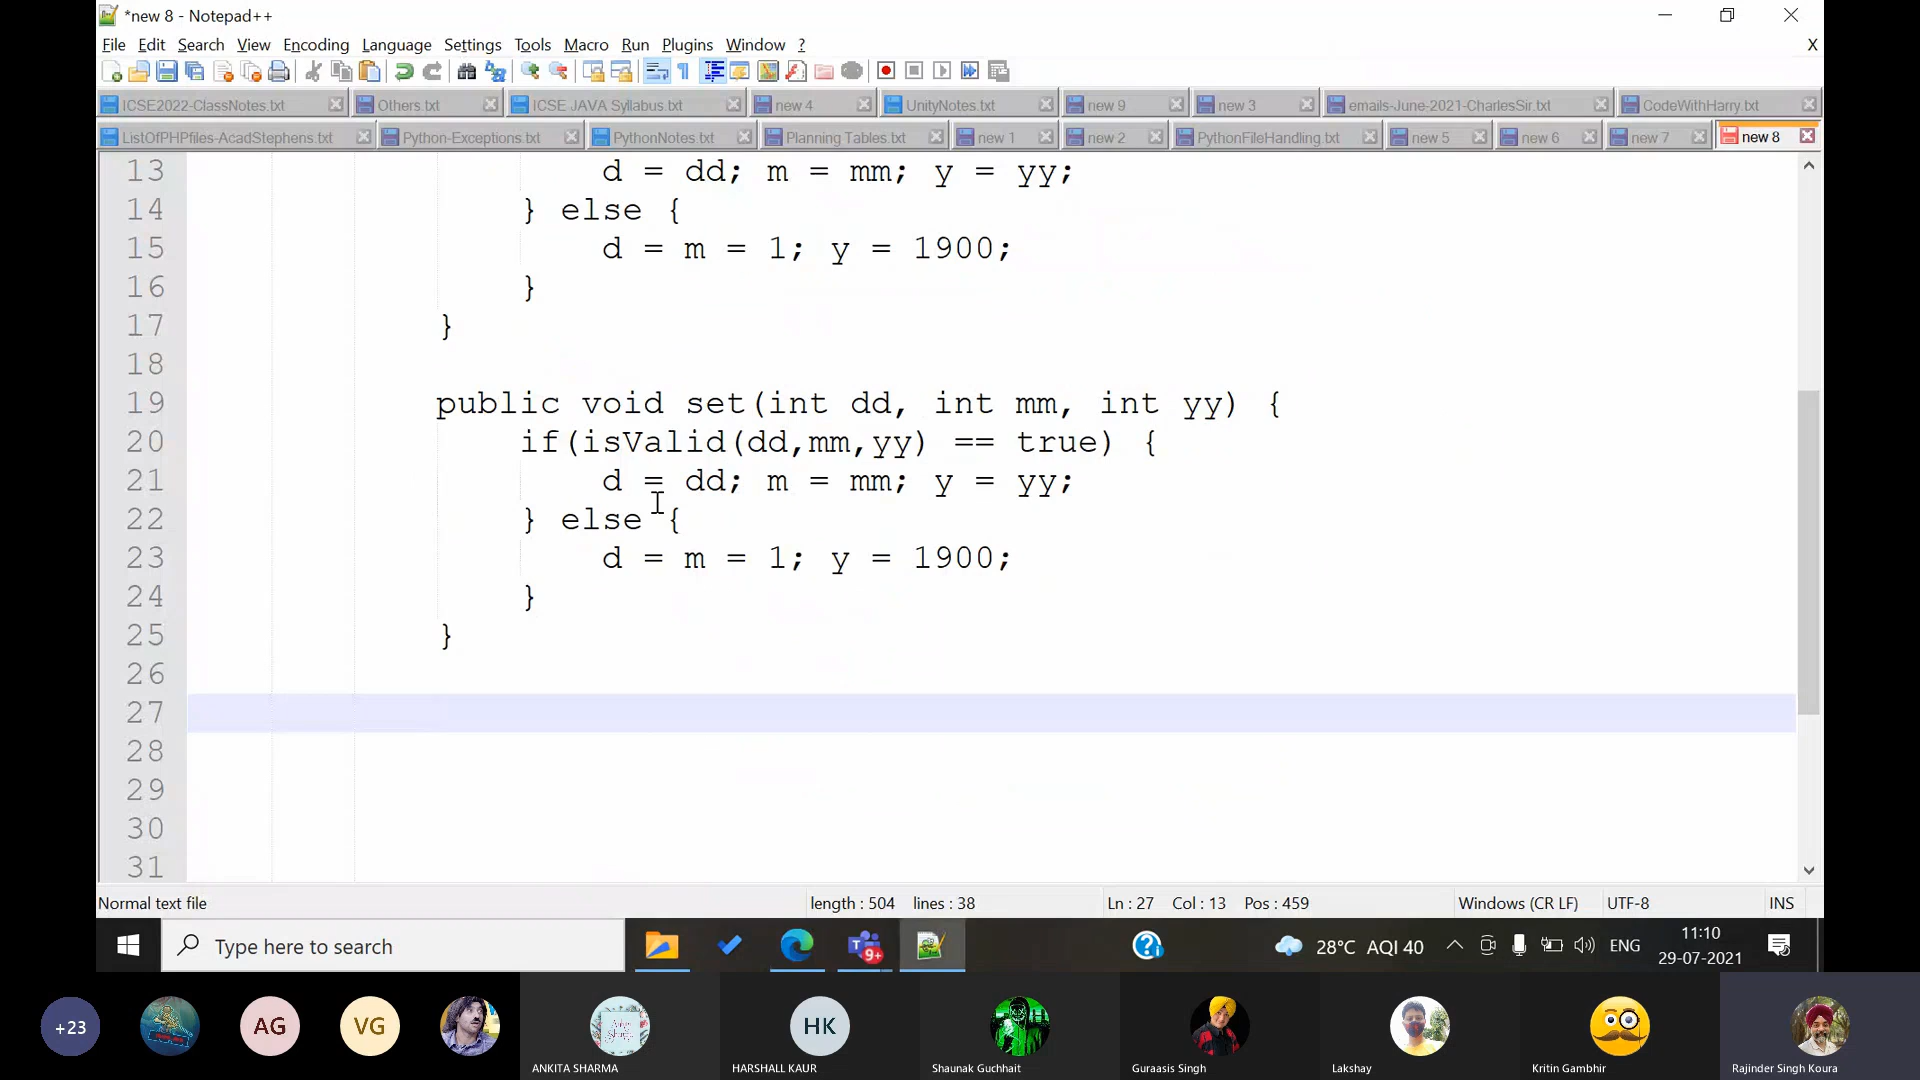 *new 8 - Notepad++
File Edit Search View Encoding Language Settings Tools Macro Run Plugins Window ? X
ICSE2022-ClassNotes.txt Others.txt ICSE JAVA Syllabus.txt new 4 UnityNotes.txt new 9 new 3 emails-June-2021-CharlesSir.txt CodeWithHarry.txt
ListOfPHPfiles-AcadStephens.txt Python-Exceptions.txt PythonNotes.txt Planning Tables.txt new 1 new 2 PythonFileHandling.txt new 5 new 6 new 7 new 8
13 d = dd; m = mm; y = yy;
14 } else {
15 d = m = 1; y = 1900;
16 }
17 }
18
19 public void set(int dd, int mm, int yy) {
20 if(isValid(dd,mm,yy) == true) {
21 d = dd; m = mm; y = yy;
22 } else {
23 d = m = 1; y = 1900;
24 }
25 }
26
27
28
29
30
31
Normal text file length : 504 lines : 38 Ln : 27 Col : 13 Pos : 459 Windows (CR LF) UTF-8 INS
Type here to search 9+ 28°C AQI 40 ENG 11:10
29-07-2021
+23 AG VG HK
ANKITA SHARMA HARSHALL KAUR Shaunak Guchhait Guraasis Singh Lakshay Kritin Gambhir Rajinder Singh Koura